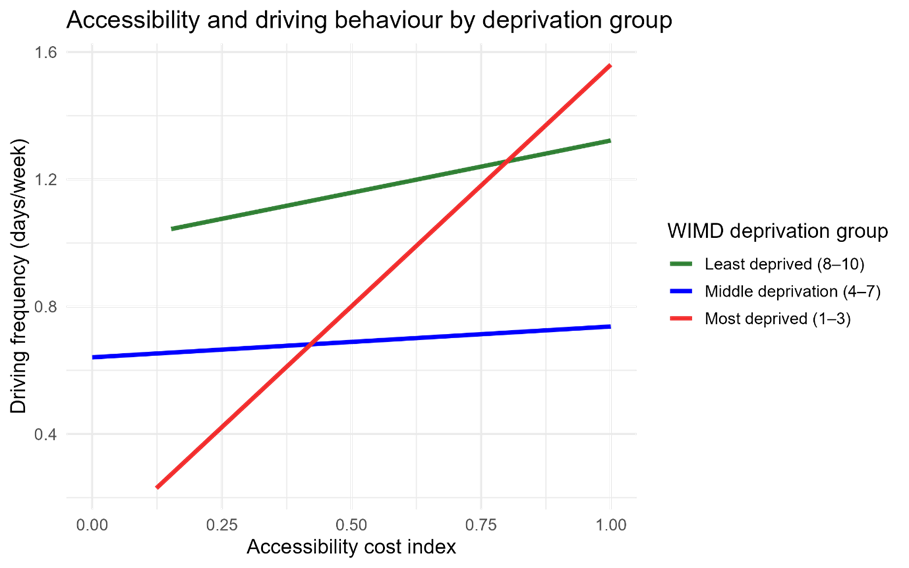 Accessibility and driving behaviour by deprivation group
1.6
1.2
0.8
0.4
Driving frequency (days/week)
0.00 0.25 0.50 0.75 1.00
Accessibility cost index
WIMD deprivation group
Least deprived (8–10)
Middle deprivation (4–7)
Most deprived (1–3)